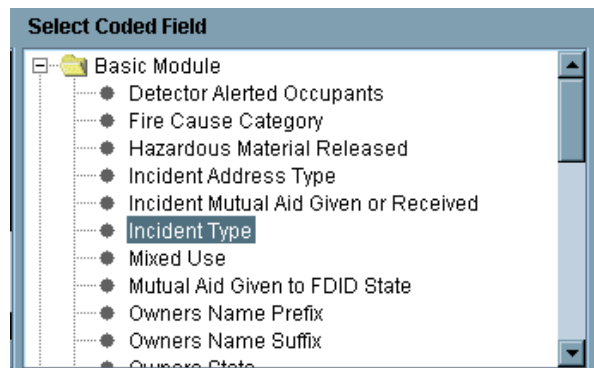 Select Coded Field
Basic Module
Detector Alerted Occupants
Fire Cause Category
Hazardous Material Released
Incident Address Type
Incident Mutual Aid Given or Received
Incident Type
Mixed Use
Mutual Aid Given to FDID State
Owners Name Prefix
Owners Name Suffix
Owners State